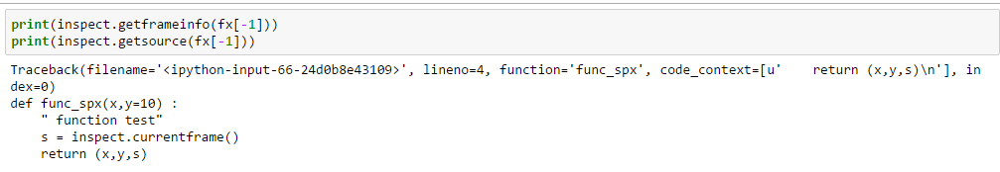 print(inspect.getframeinfo(fx[-1]))
print(inspect.getsource(fx[-1]))
Traceback(filename='<ipython-input-66-24d0b8e43109>', lineno=4, function='func_spx', code_context=[u'    return (x,y,s)\n'], in
dex=0)
def func_spx(x,y=10) :
    " function test"
    s = inspect.currentframe()
    return (x,y,s)